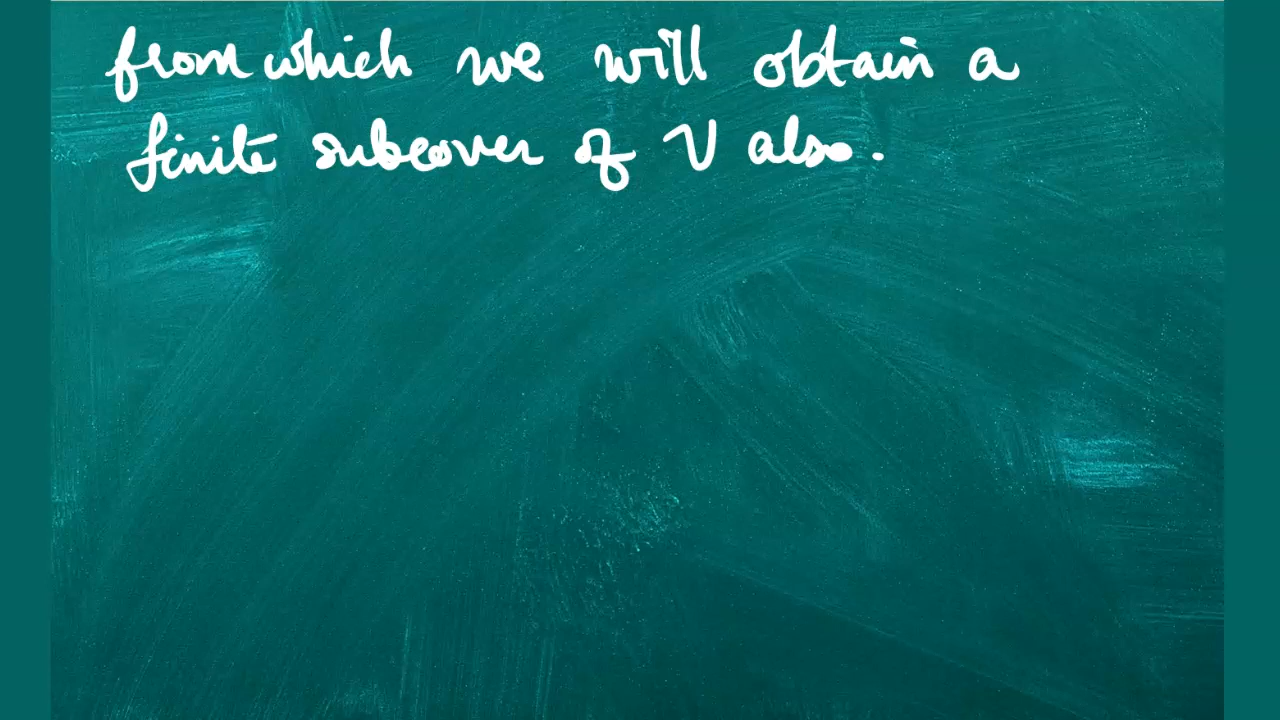 from which we will obtain a
finite subcover of V also.